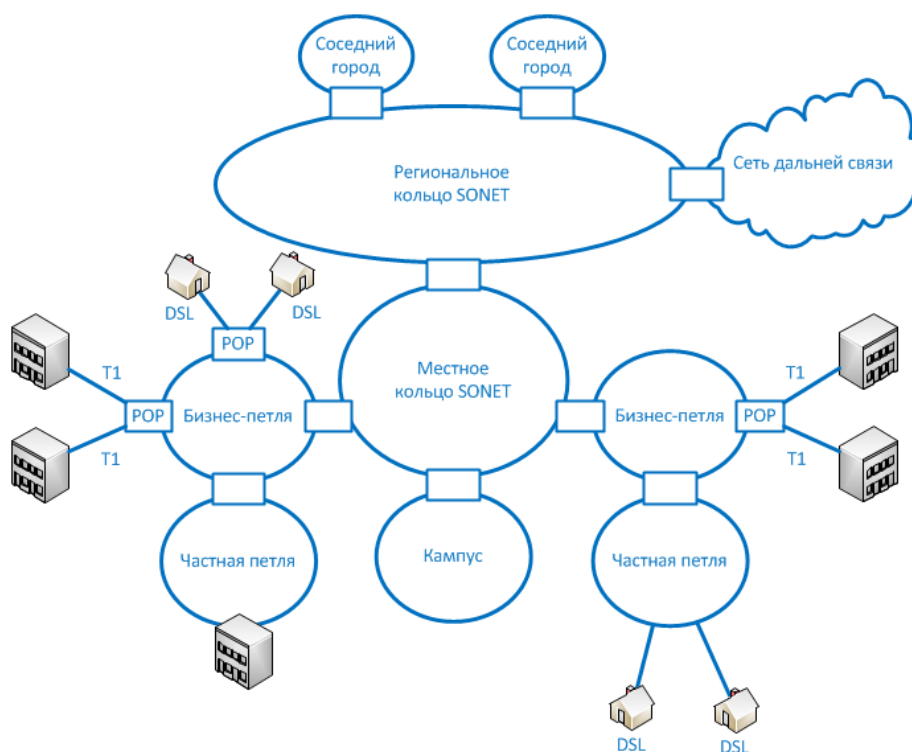 Соседний
город
Соседний
город
Региональное
кольцо SONET
Сеть дальней связи
DSL
DSL
POP
T1
T1
Местное
кольцо SONET
POP
Бизнес-петля
Бизнес-петля
POP
T1
T1
Частная петля
Кампус
Частная петля
DSL
DSL